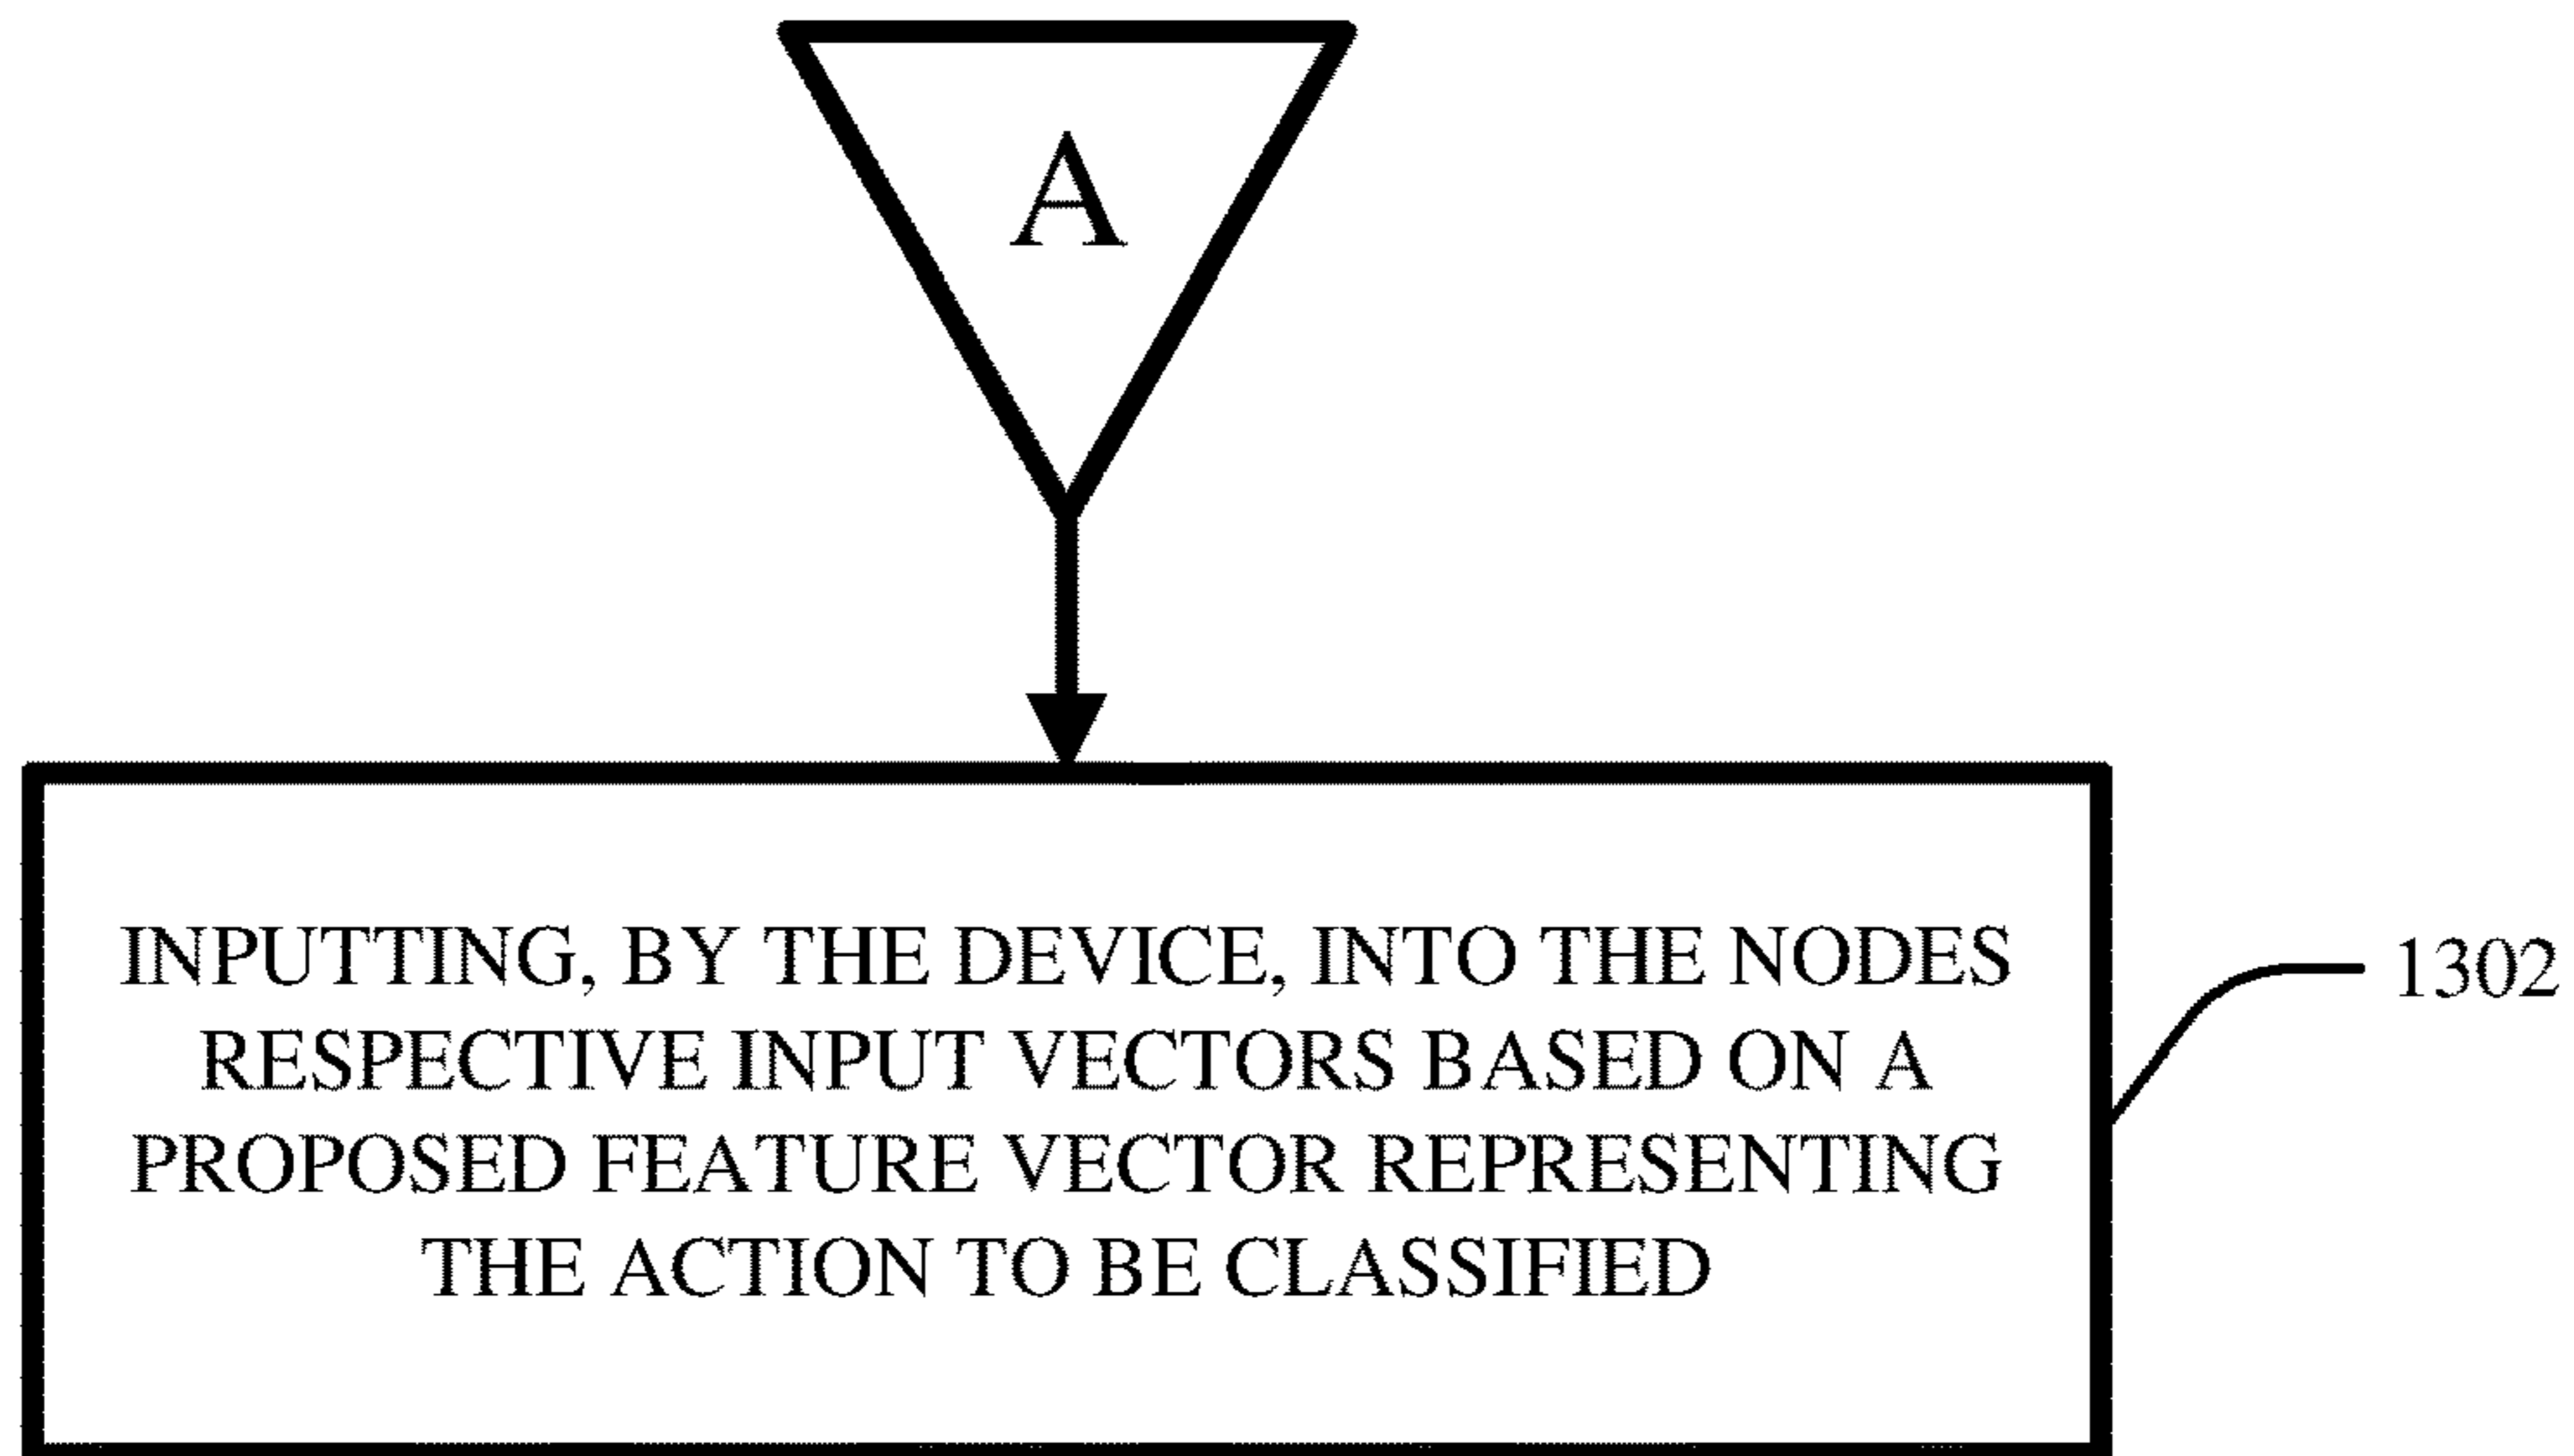 A
INPUTTING, BY THE DEVICE, INTO THE NODES
RESPECTIVE INPUT VECTORS BASED ON A
PROPOSED FEATURE VECTOR REPRESENTING
THE ACTION TO BE CLASSIFIED
1302